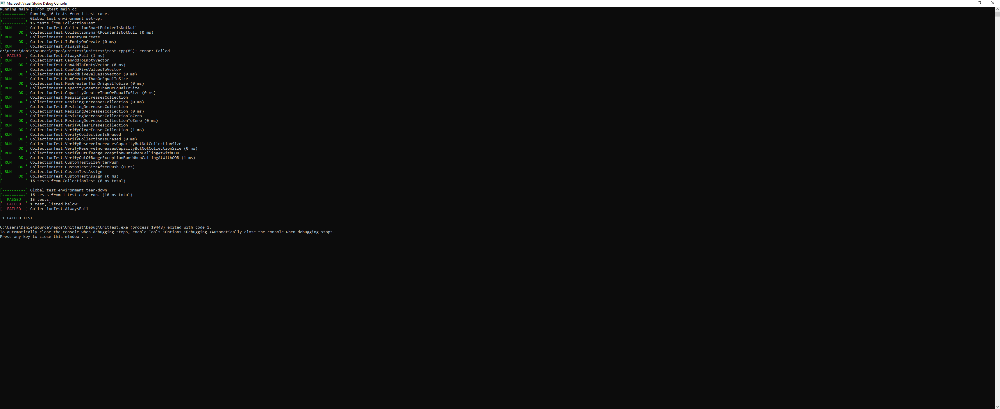 Microsoft Visual Studio Debug Console
Running main() from gtest_main.cc
[==========] Running 16 tests from 1 test case.
[----------] Global test environment set-up.
[----------] 16 tests from CollectionTest
[ RUN      ] CollectionTest.CollectionSmartPointerIsNotNull
[       OK ] CollectionTest.CollectionSmartPointerIsNotNull (0 ms)
[ RUN      ] CollectionTest.IsEmptyOnCreate
[       OK ] CollectionTest.IsEmptyOnCreate (0 ms)
[ RUN      ] CollectionTest.AlwaysFail
c:\users\danie\source\repos\unittest\unittest\test.cpp(85): error: Failed
[  FAILED  ] CollectionTest.AlwaysFail (1 ms)
[ RUN      ] CollectionTest.CanAddToEmptyVector
[       OK ] CollectionTest.CanAddToEmptyVector (0 ms)
[ RUN      ] CollectionTest.CanAddFiveValuesToVector
[       OK ] CollectionTest.CanAddFiveValuesToVector (0 ms)
[ RUN      ] CollectionTest.MaxGreaterThanOrEqualToSize
[       OK ] CollectionTest.MaxGreaterThanOrEqualToSize (0 ms)
[ RUN      ] CollectionTest.CapacityGreaterThanOrEqualToSize
[       OK ] CollectionTest.CapacityGreaterThanOrEqualToSize (0 ms)
[ RUN      ] CollectionTest.ResizingIncreasesCollection
[       OK ] CollectionTest.ResizingIncreasesCollection (0 ms)
[ RUN      ] CollectionTest.ResizingDecreasesCollection
[       OK ] CollectionTest.ResizingDecreasesCollection (0 ms)
[ RUN      ] CollectionTest.ResizingDecreasesCollectionToZero
[       OK ] CollectionTest.ResizingDecreasesCollectionToZero (0 ms)
[ RUN      ] CollectionTest.VerifyClearErasesCollection
[       OK ] CollectionTest.VerifyClearErasesCollection (1 ms)
[ RUN      ] CollectionTest.VerifyCollectionIsErased
[       OK ] CollectionTest.VerifyCollectionIsErased (0 ms)
[ RUN      ] CollectionTest.VerifyReserveIncreasesCapacityButNotCollectionSize
[       OK ] CollectionTest.VerifyReserveIncreasesCapacityButNotCollectionSize (0 ms)
[ RUN      ] CollectionTest.VerifyOutOfRangeExceptionRunsWhenCallingAtWithOOB
[       OK ] CollectionTest.VerifyOutOfRangeExceptionRunsWhenCallingAtWithOOB (1 ms)
[ RUN      ] CollectionTest.CustomTestSizeAfterPush
[       OK ] CollectionTest.CustomTestSizeAfterPush (0 ms)
[ RUN      ] CollectionTest.CustomTestAssign
[       OK ] CollectionTest.CustomTestAssign (0 ms)
[----------] 16 tests from CollectionTest (8 ms total)
[----------] Global test environment tear-down
[==========] 16 tests from 1 test case ran. (10 ms total)
[  PASSED  ] 15 tests.
[  FAILED  ] 1 test, listed below:
[  FAILED  ] CollectionTest.AlwaysFail
1 FAILED TEST
C:\Users\Danie\source\repos\UnitTest\Debug\UnitTest.exe (process 19448) exited with code 1.
To automatically close the console when debugging stops, enable Tools->Options->Debugging->Automatically close the console when debugging stops.
Press any key to close this window . . .